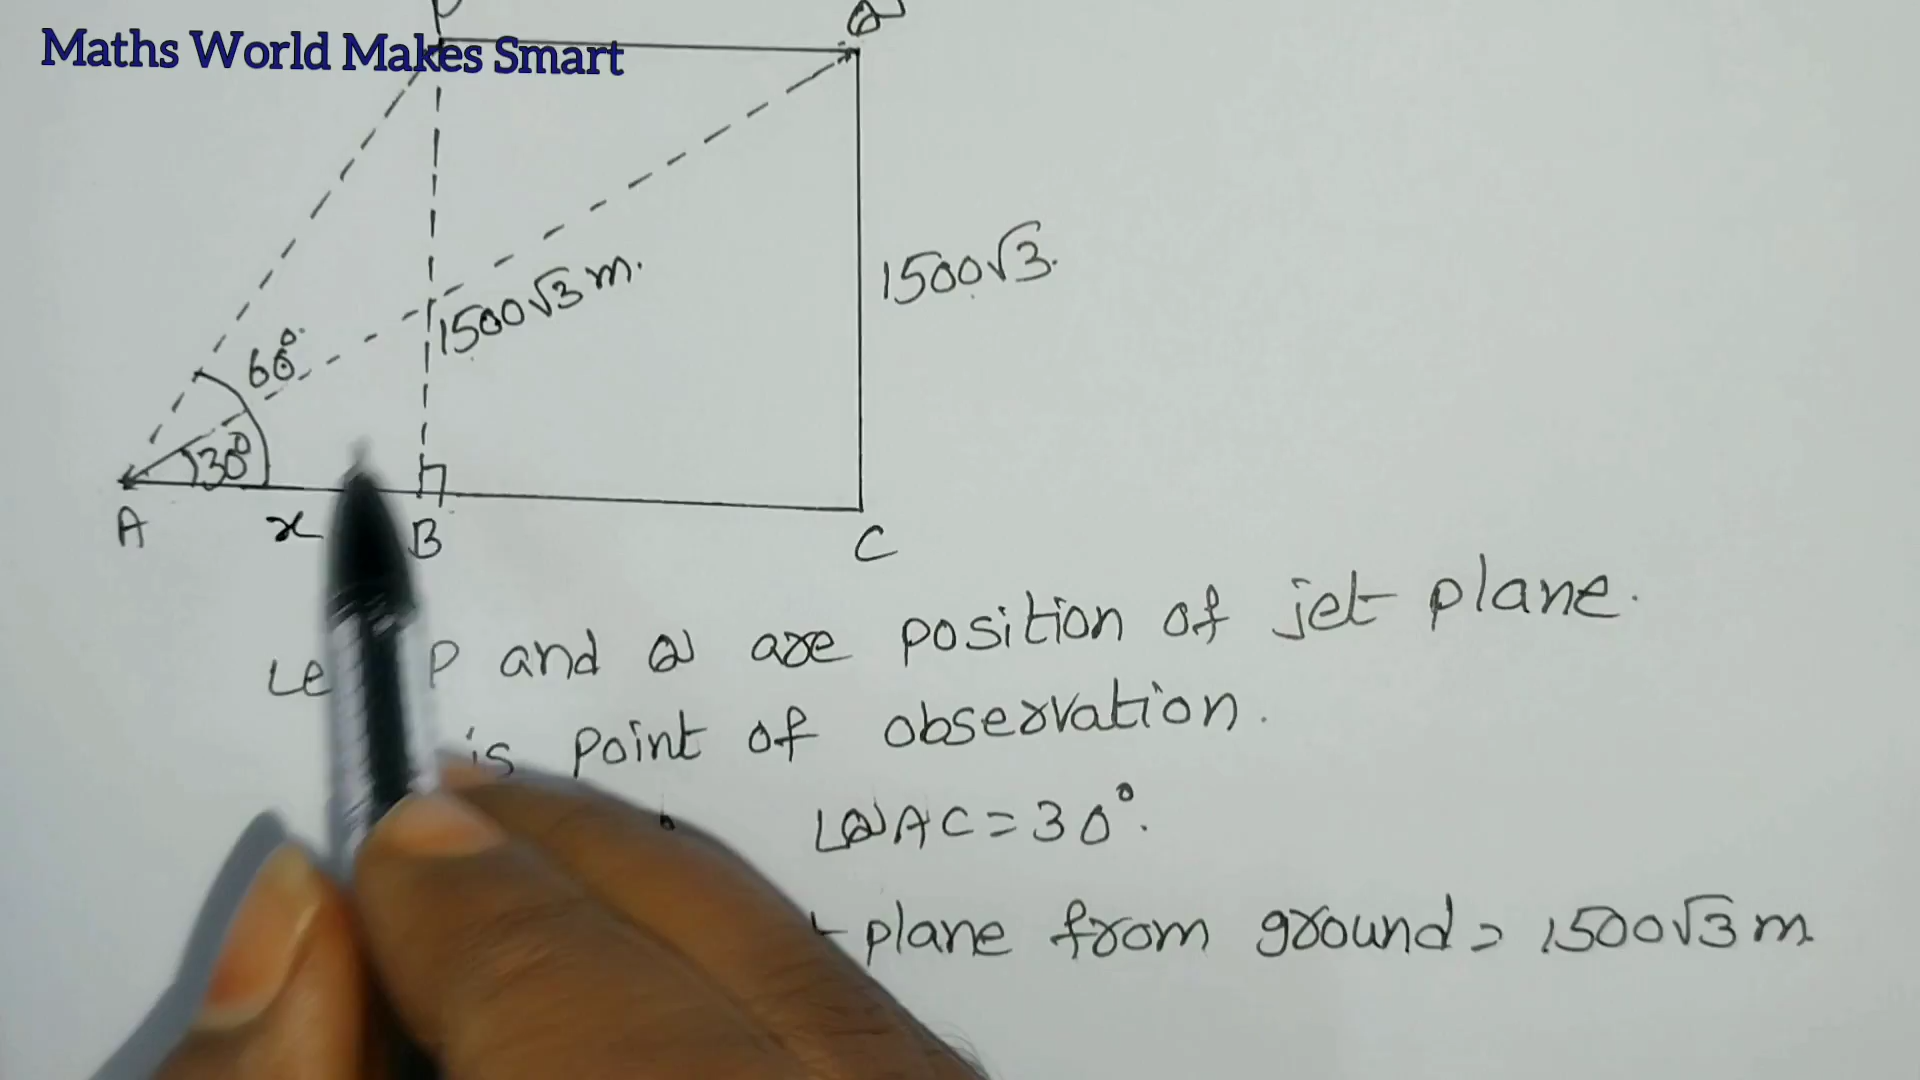 Maths World Makes Smart
Q
1500√3 m.
1500√3.
60°
30°
A x B C
P and Q are position of jet plane.
is point of observation.
∟QAC = 30°.
plane from ground = 1500√3 m